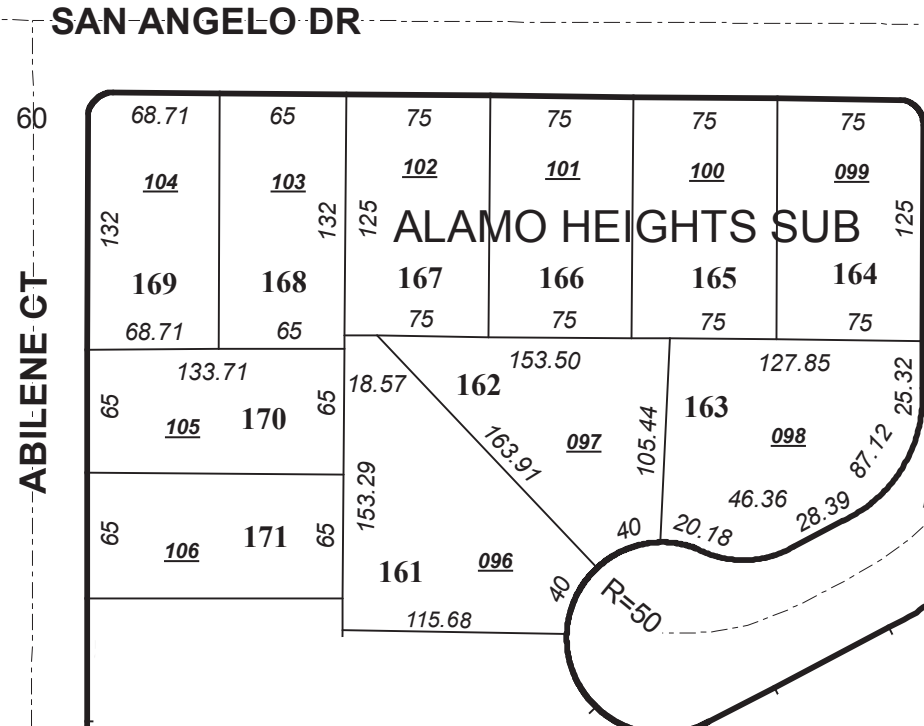 SAN ANGELO DR
60
68.71 65 75 75 75 75
104 103 102 101 100 099
132 132 125 125
ALAMO HEIGHTS SUB
169 168 167 166 165 164
68.71 65 75 75 75 75
ABILENE CT
133.71 18.57 153.50 127.85
65 65 162 163 25.32
105 170 163.91 097 105.44 098 87.12
153.29 46.36 28.39
65 171 65 40 20.18
106 161 096 40
115.68 R=50